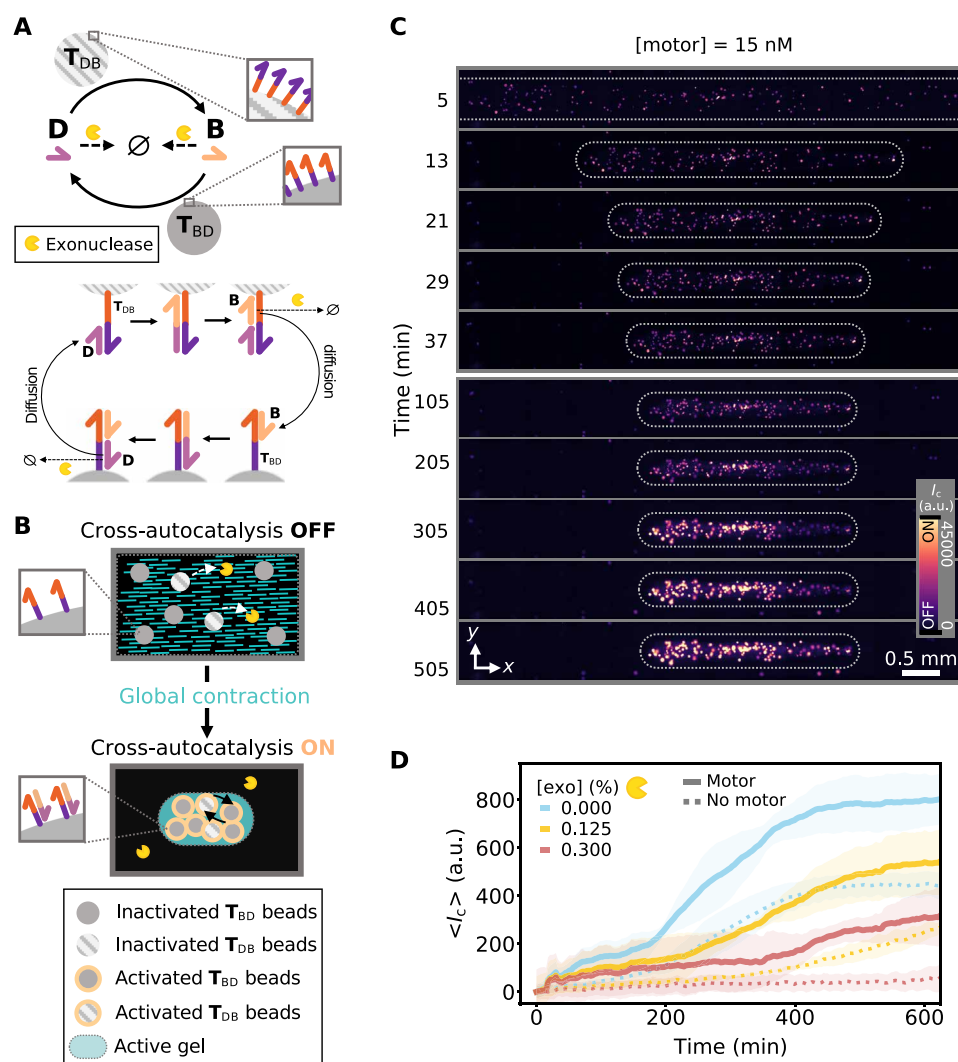 A
T_DB
D
B
∅
T_BD
Exonuclease
T_DB
B
∅
D
Diffusion
diffusion
B
∅
D
T_BD
B
Cross-autocatalysis OFF
Global contraction
Cross-autocatalysis ON
Inactivated T_BD beads
Inactivated T_DB beads
Activated T_BD beads
Activated T_DB beads
Active gel
C
[motor] = 15 nM
Time (min)
5
13
21
29
37
105
205
305
405
505
y
x
I_c
(a.u.)
OFF
NO
0
45000
0.5 mm
D
[exo] (%)
0.000
0.125
0.300
Motor
No motor
<I_c> (a.u.)
800
600
400
200
0
0
200
400
600
Time (min)